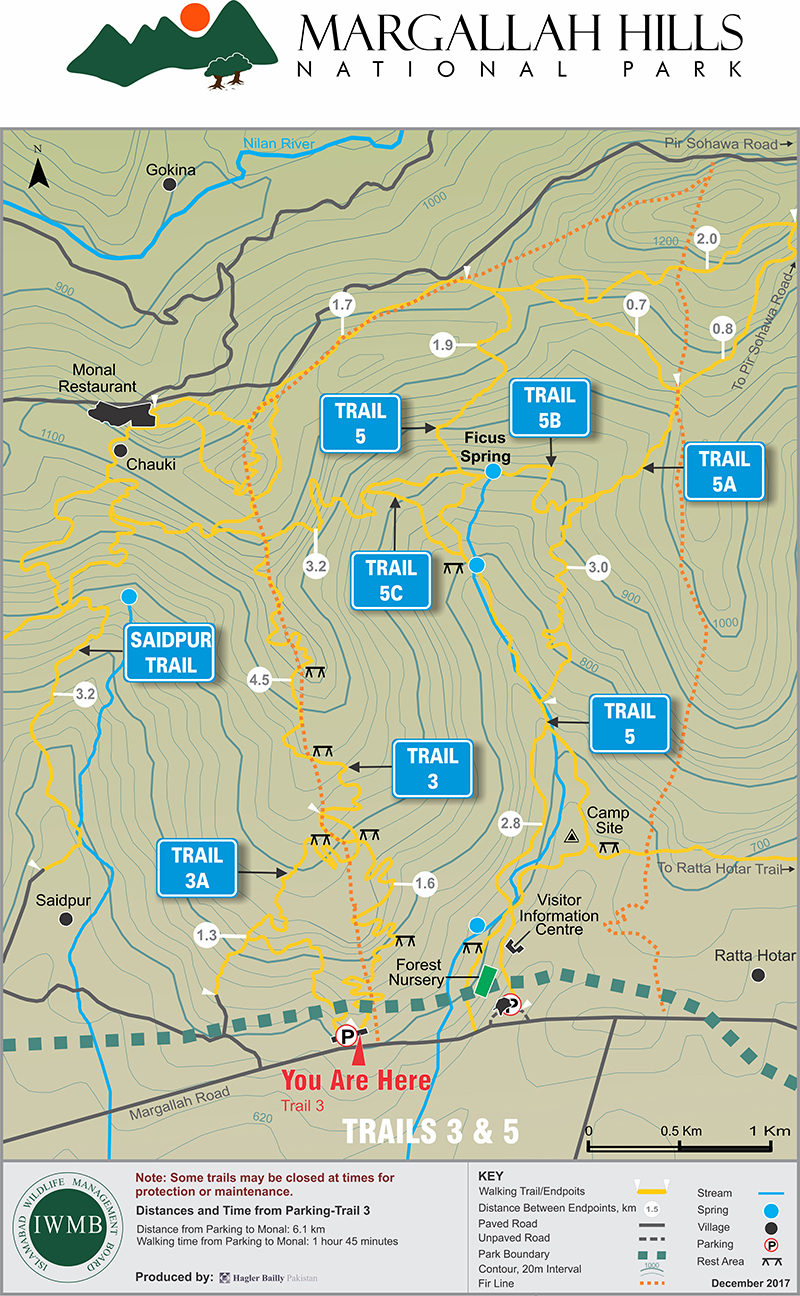 MARGALLAH HILLS
NATIONAL PARK
N
Nilan River
Pir Sohawa Road
Gokina
1000
1200
2.0
900
To Pir Sohawa Road
1.7
0.7
0.8
1.9
Monal
Restaurant
TRAIL
5
TRAIL
5B
1100
Chauki
Ficus
Spring
TRAIL
5A
3.2
TRAIL
5C
3.0
900
1000
SAIDPUR
TRAIL
800
3.2
4.5
TRAIL
5
TRAIL
3
2.8
Camp
Site
700
To Ratta Hotar Trail
TRAIL
3A
1.6
Saidpur
Visitor
Information
Centre
1.3
Forest
Nursery
Ratta Hotar
P
P
You Are Here
Trail 3
Margallah Road
620
TRAILS 3 & 5
0
0.5 Km
1 Km
ISLAMABAD WILDLIFE MANAGEMENT BOARD
IWMB
Note: Some trails may be closed at times for
protection or maintenance.
Distances and Time from Parking-Trail 3
Distance from Parking to Monal: 6.1 km
Walking time from Parking to Monal: 1 hour 45 minutes
Produced by: Hagler Bailly Pakistan
KEY
Walking Trail/Endpoits
Distance Between Endpoints, km 1.5
Paved Road
Unpaved Road
Park Boundary
Contour, 20m Interval 1000
Fir Line
Stream
Spring
Village
Parking P
Rest Area
December 2017